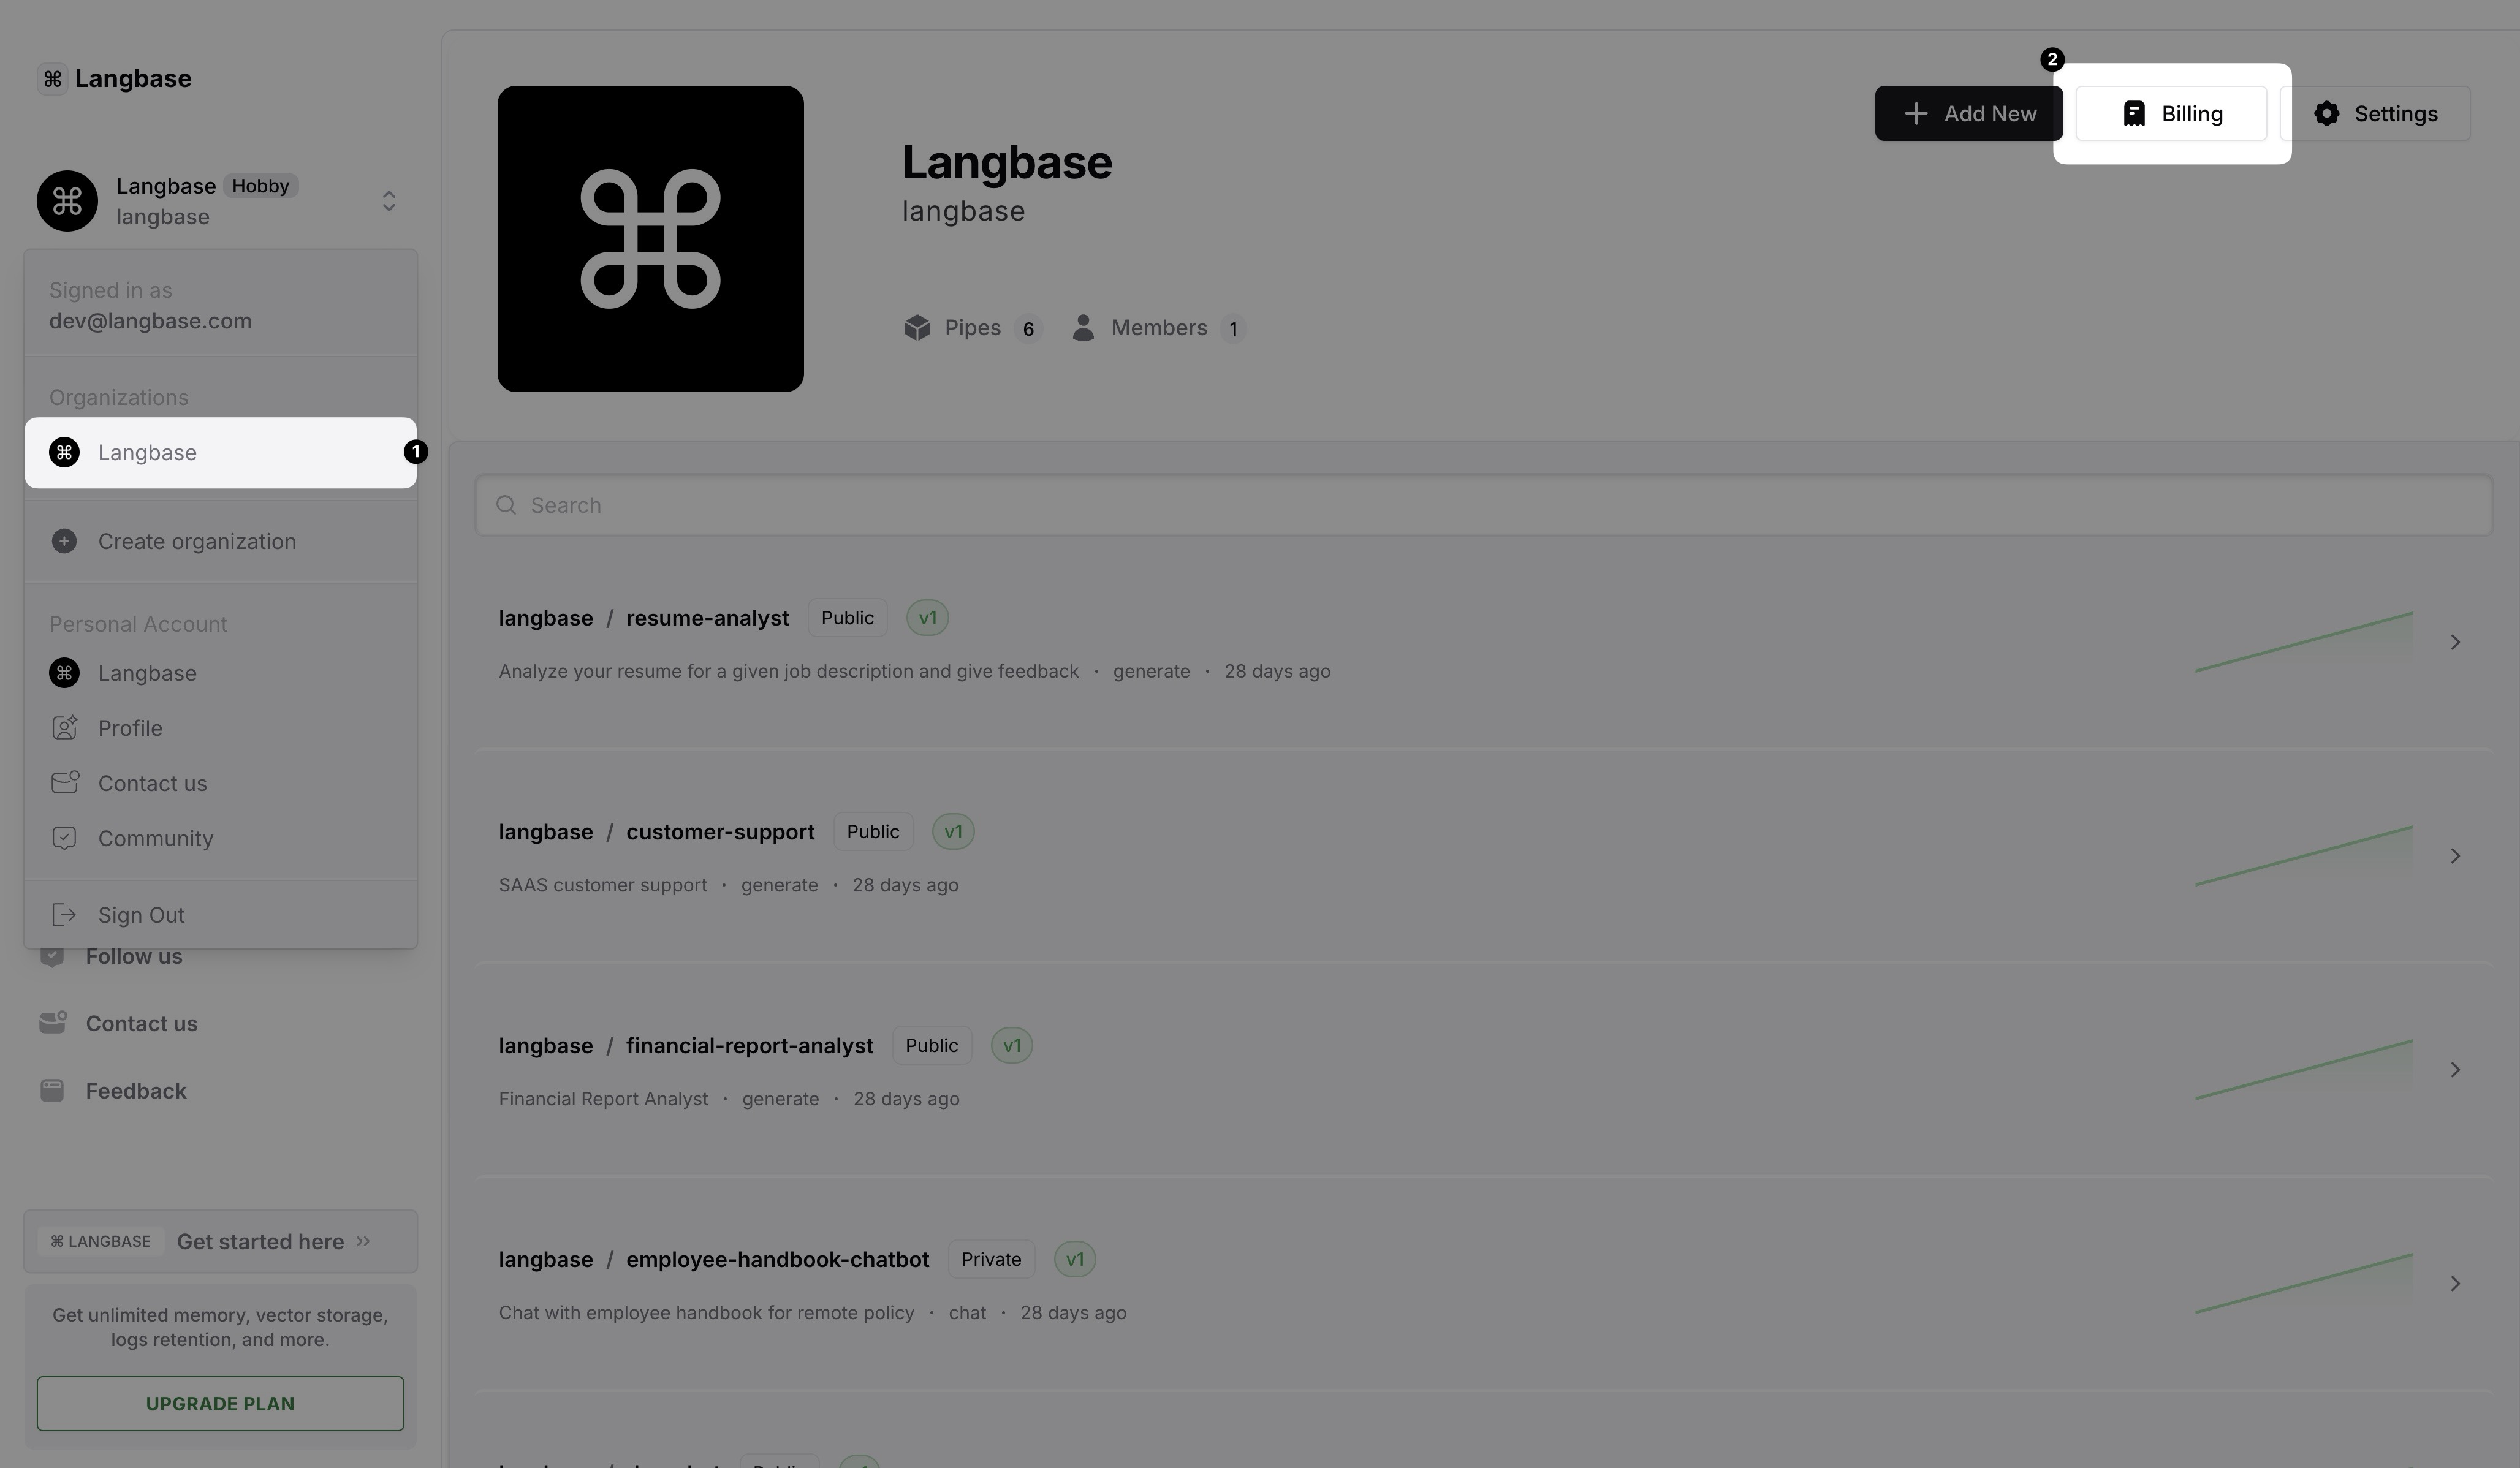 Langbase
Langbase Hobby
langbase
Signed in as
dev@langbase.com
Organizations
Langbase 1
Create organization
Personal Account
Langbase
Profile
Contact us
Community
Sign Out
Follow us
Contact us
Feedback
⌘ LANGBASE Get started here
Get unlimited memory, vector storage,
logs retention, and more.
UPGRADE PLAN
2
Add New Billing Settings
Langbase
langbase
Pipes 6 Members 1
Search
langbase / resume-analyst Public v1
Analyze your resume for a given job description and give feedback · generate · 28 days ago
langbase / customer-support Public v1
SAAS customer support · generate · 28 days ago
langbase / financial-report-analyst Public v1
Financial Report Analyst · generate · 28 days ago
langbase / employee-handbook-chatbot Private v1
Chat with employee handbook for remote policy · chat · 28 days ago